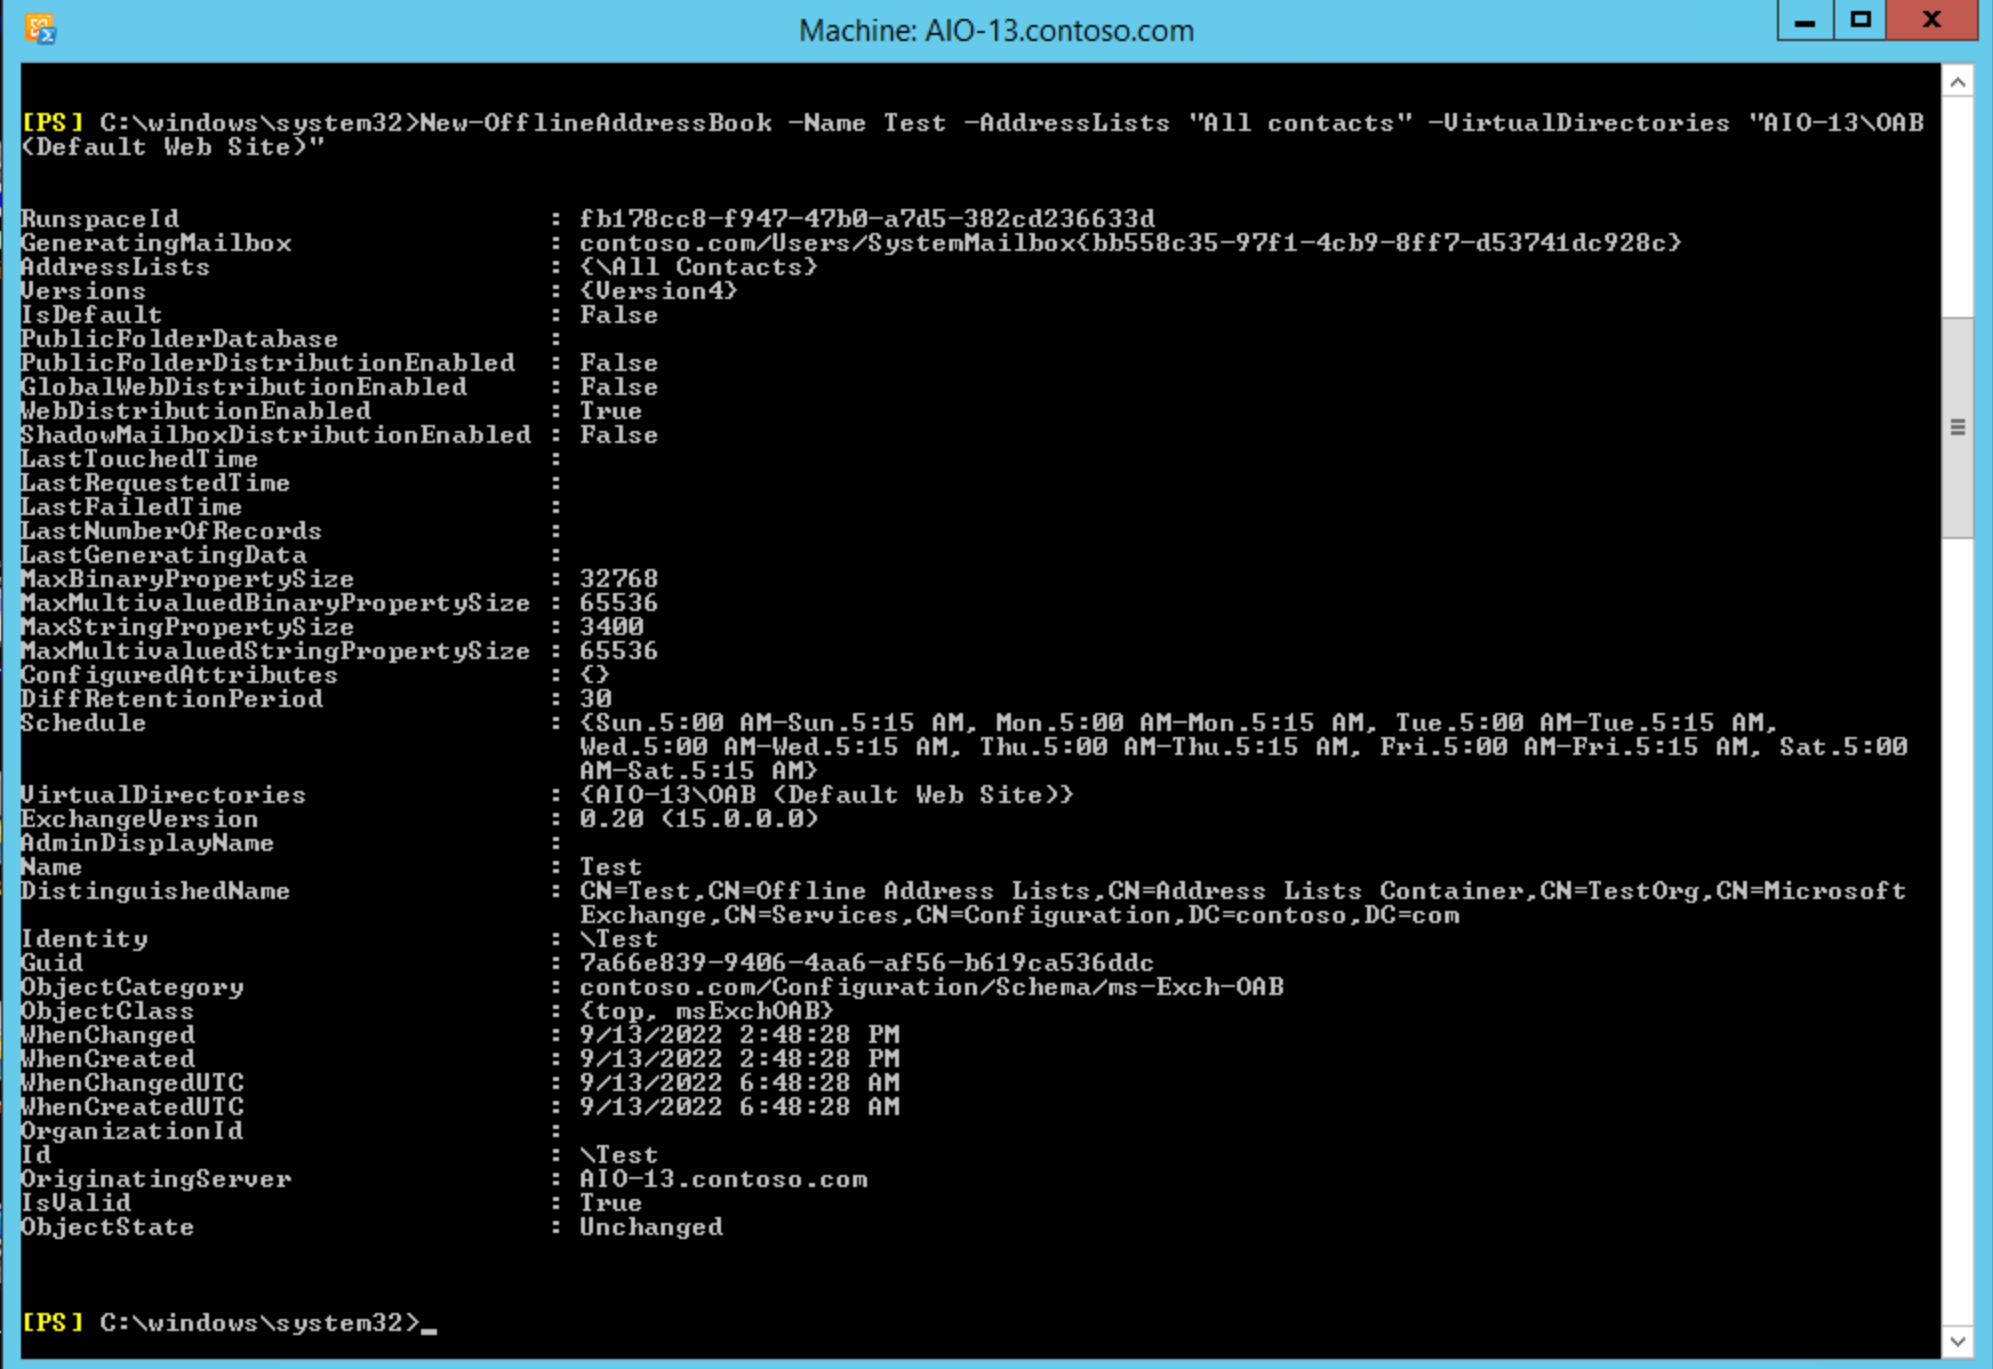 Machine: AIO-13.contoso.com
[PS] C:\windows\system32>New-OfflineAddressBook -Name Test -AddressLists "All contacts" -VirtualDirectories "AIO-13\OAB
(Default Web Site)"
RunspaceId : fb178cc8-f947-47b0-a7d5-382cd236633d
GeneratingMailbox : contoso.com/Users/SystemMailbox{bb558c35-97f1-4cb9-8ff7-d53741dc928c}
AddressLists : {\All Contacts}
Versions : {Version4}
IsDefault : False
PublicFolderDatabase :
PublicFolderDistributionEnabled : False
GlobalWebDistributionEnabled : False
WebDistributionEnabled : True
ShadowMailboxDistributionEnabled : False
LastTouchedTime :
LastRequestedTime :
LastFailedTime :
LastNumberOfRecords :
LastGeneratingData :
MaxBinaryPropertySize : 32768
MaxMultivaluedBinaryPropertySize : 65536
MaxStringPropertySize : 3400
MaxMultivaluedStringPropertySize : 65536
ConfiguredAttributes : {}
DiffRetentionPeriod : 30
Schedule : {Sun.5:00 AM-Sun.5:15 AM, Mon.5:00 AM-Mon.5:15 AM, Tue.5:00 AM-Tue.5:15 AM,
Wed.5:00 AM-Wed.5:15 AM, Thu.5:00 AM-Thu.5:15 AM, Fri.5:00 AM-Fri.5:15 AM, Sat.5:00
AM-Sat.5:15 AM}
VirtualDirectories : {AIO-13\OAB (Default Web Site)}
ExchangeVersion : 0.20 (15.0.0.0)
AdminDisplayName :
Name : Test
DistinguishedName : CN=Test,CN=Offline Address Lists,CN=Address Lists Container,CN=TestOrg,CN=Microsoft
Exchange,CN=Services,CN=Configuration,DC=contoso,DC=com
Identity : \Test
Guid : 7a66e839-9406-4aa6-af56-b619ca536ddc
ObjectCategory : contoso.com/Configuration/Schema/ms-Exch-OAB
ObjectClass : {top, msExchOAB}
WhenChanged : 9/13/2022 2:48:28 PM
WhenCreated : 9/13/2022 2:48:28 PM
WhenChangedUTC : 9/13/2022 6:48:28 AM
WhenCreatedUTC : 9/13/2022 6:48:28 AM
OrganizationId :
Id : \Test
OriginatingServer : AIO-13.contoso.com
IsValid : True
ObjectState : Unchanged
[PS] C:\windows\system32>_